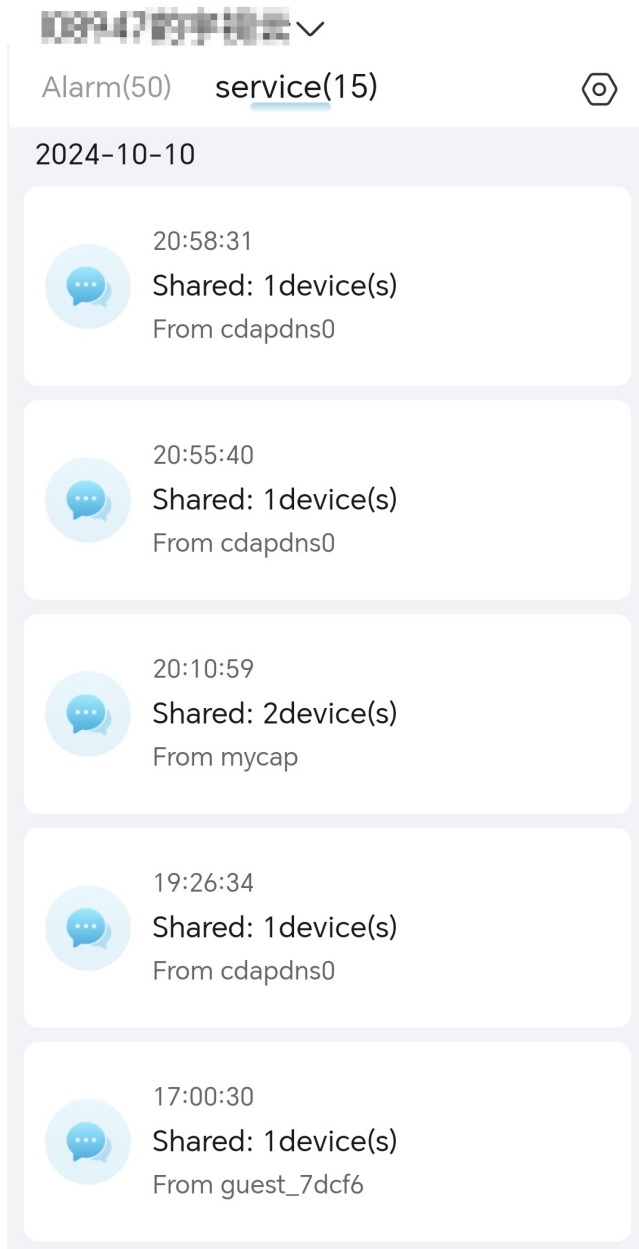 Alarm(50) service(15)
2024-10-10
20:58:31
Shared: 1device(s)
From cdapdns0
20:55:40
Shared: 1device(s)
From cdapdns0
20:10:59
Shared: 2device(s)
From mycap
19:26:34
Shared: 1device(s)
From cdapdns0
17:00:30
Shared: 1device(s)
From guest_7dcf6